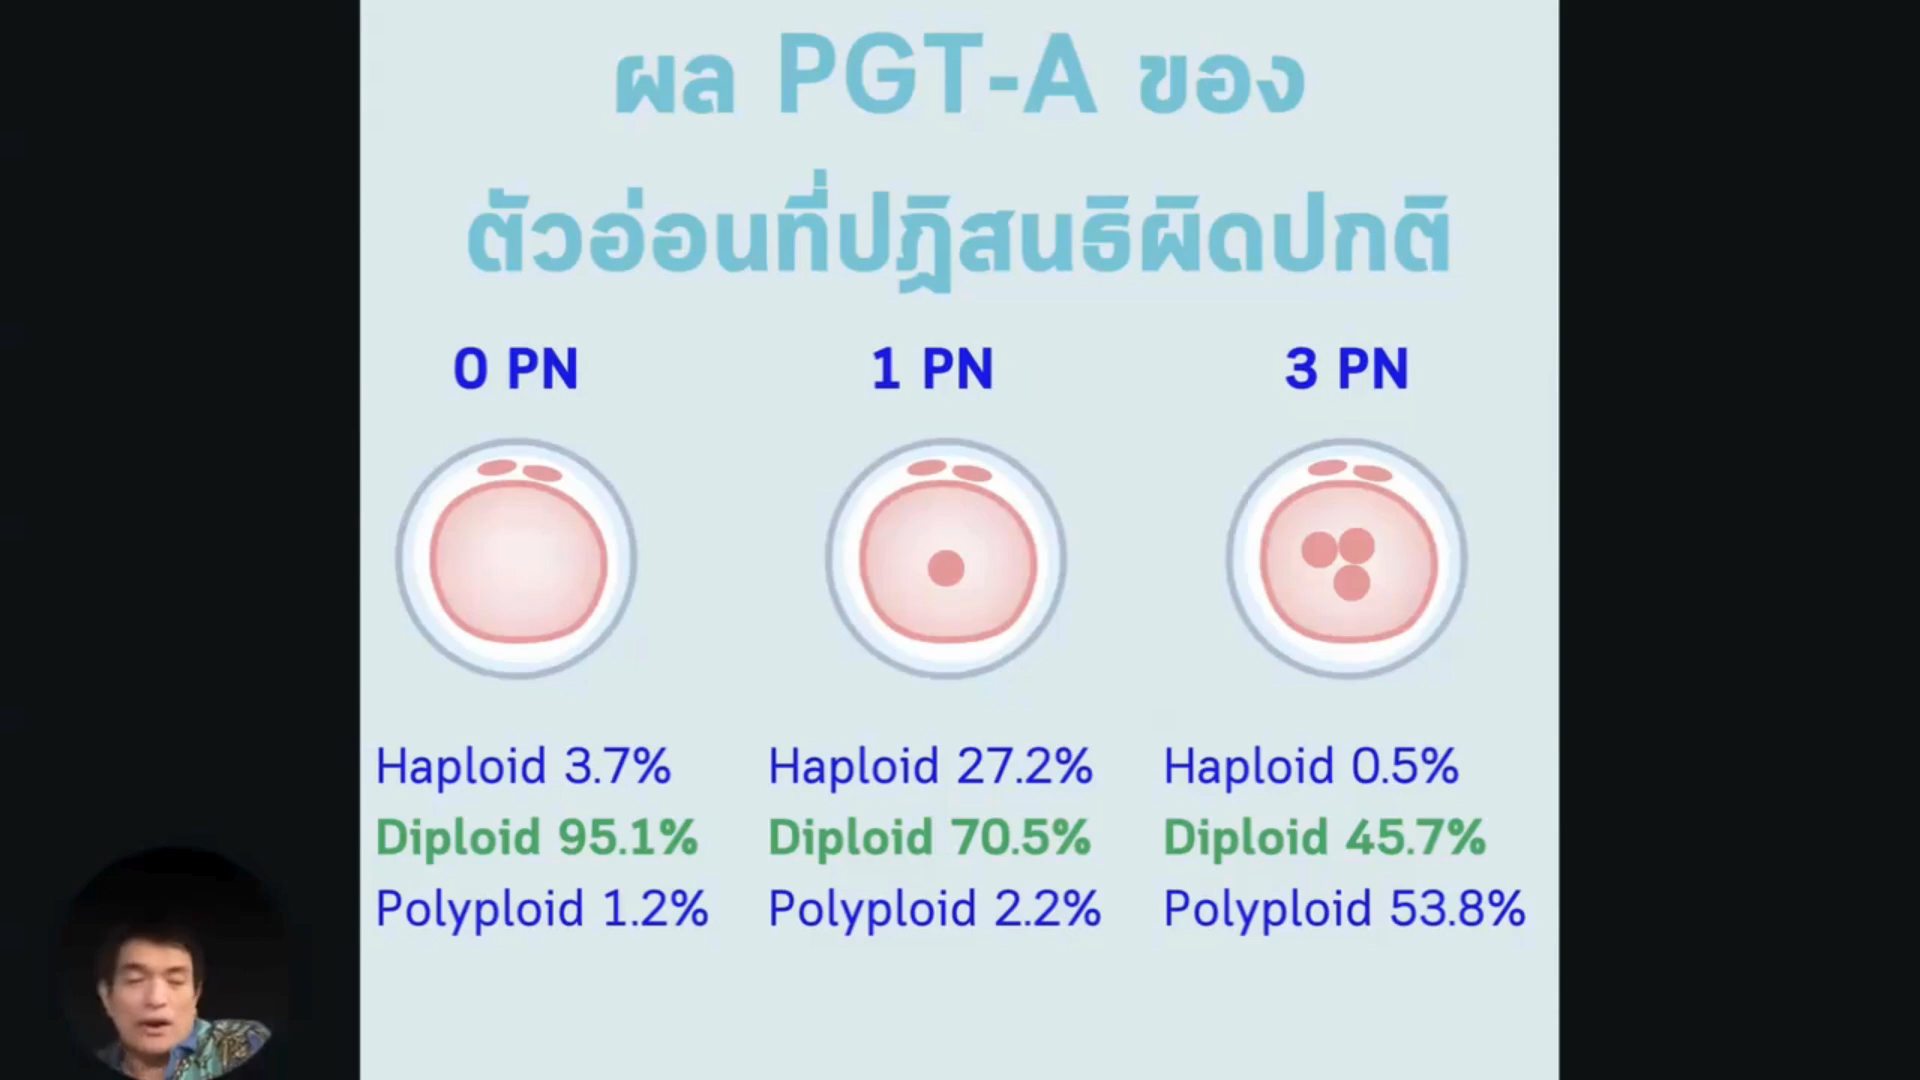 ผล PGT-A ของ
ตัวอ่อนที่ปฏิสนธิผิดปกติ
0 PN
1 PN
3 PN
Haploid 3.7%
Diploid 95.1%
Polyploid 1.2%
Haploid 27.2%
Diploid 70.5%
Polyploid 2.2%
Haploid 0.5%
Diploid 45.7%
Polyploid 53.8%